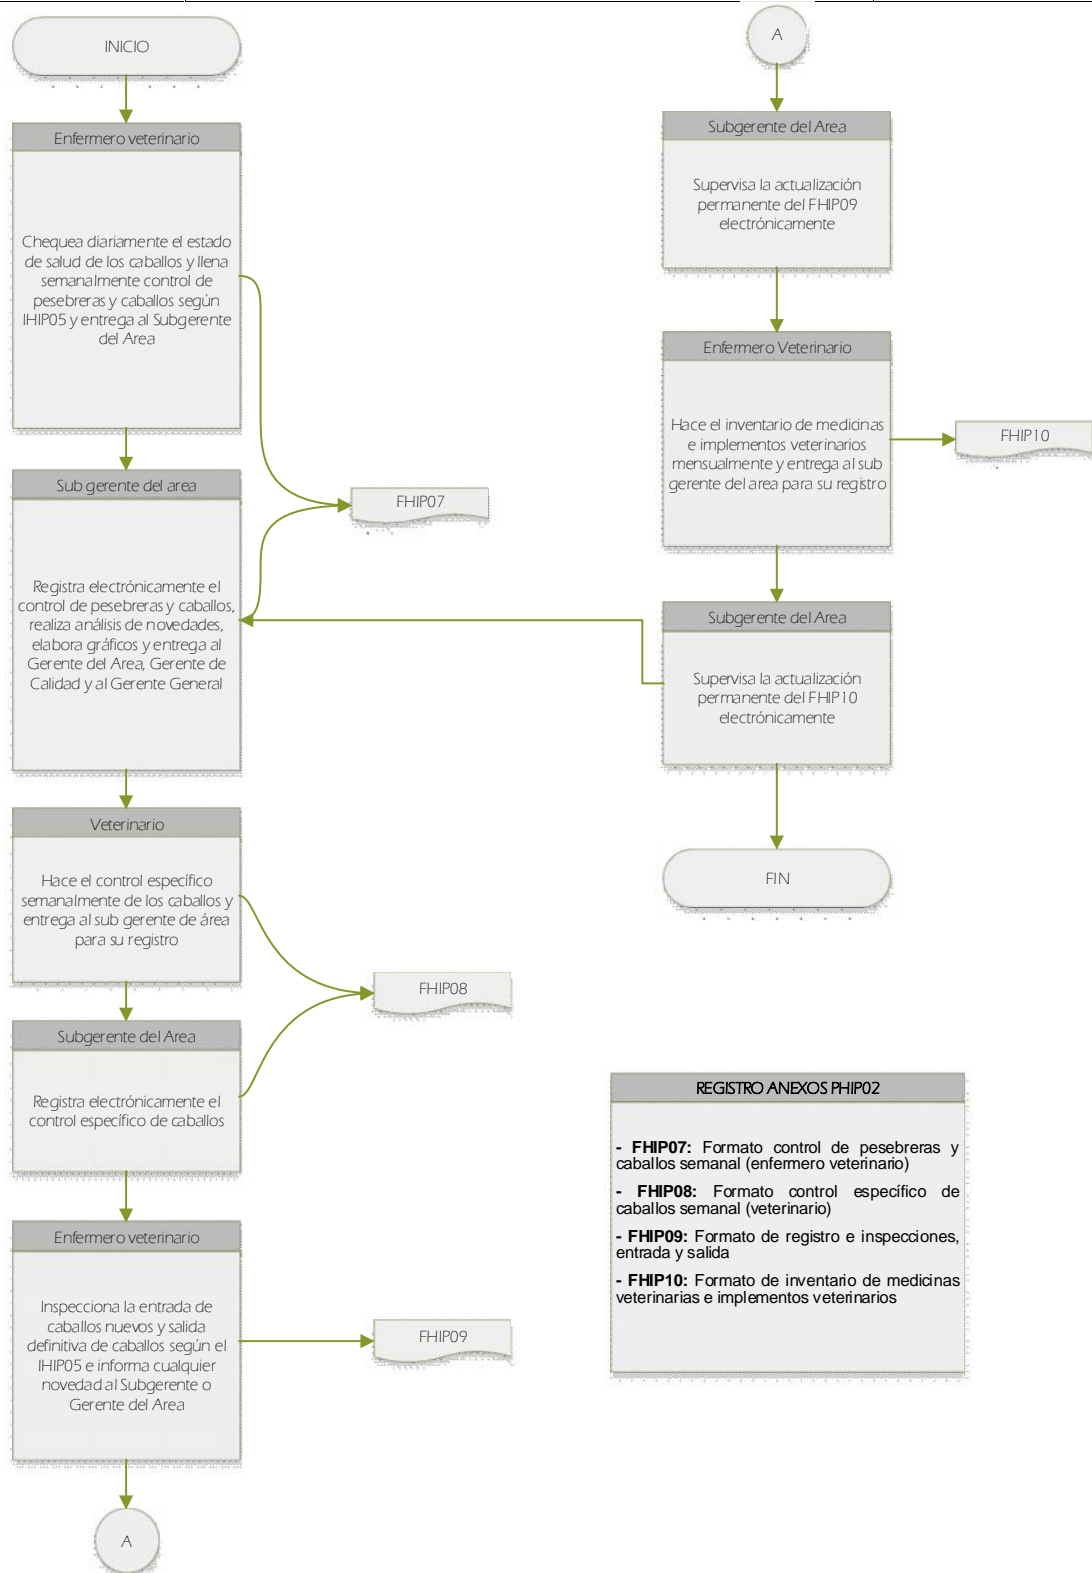 INICIO
Enfermero veterinario
Chequea diariamente el estado
de salud de los caballos y llena
semanalmente control de
pesebreras y caballos según
IHIP05 y entrega al Subgerente
del Area
Sub gerente del area
FHIP07
Registra electrónicamente el
control de pesebreras y caballos,
realiza análisis de novedades,
elabora gráficos y entrega al
Gerente del Area, Gerente de
Calidad y al Gerente General
Veterinario
Hace el control específico
semanalmente de los caballos y
entrega al sub gerente de área
para su registro
FHIP08
Subgerente del Area
Registra electrónicamente el
control específico de caballos
Enfermero veterinario
Inspecciona la entrada de
caballos nuevos y salida
definitiva de caballos según el
IHIP05 e informa cualquier
novedad al Subgerente o
Gerente del Area
FHIP09
A
A
Subgerente del Area
Supervisa la actualización
permanente del FHIP09
electrónicamente
Enfermero Veterinario
Hace el inventario de medicinas
e implementos veterinarios
mensualmente y entrega al sub
gerente del area para su registro
FHIP10
Subgerente del Area
Supervisa la actualización
permanente del FHIP10
electrónicamente
FIN
REGISTRO ANEXOS PHIP02
- FHIP07: Formato control de pesebreras y
caballos semanal (enfermero veterinario)
- FHIP08: Formato control específico de
caballos semanal (veterinario)
- FHIP09: Formato de registro e inspecciones,
entrada y salida
- FHIP10: Formato de inventario de medicinas
veterinarias e implementos veterinarios